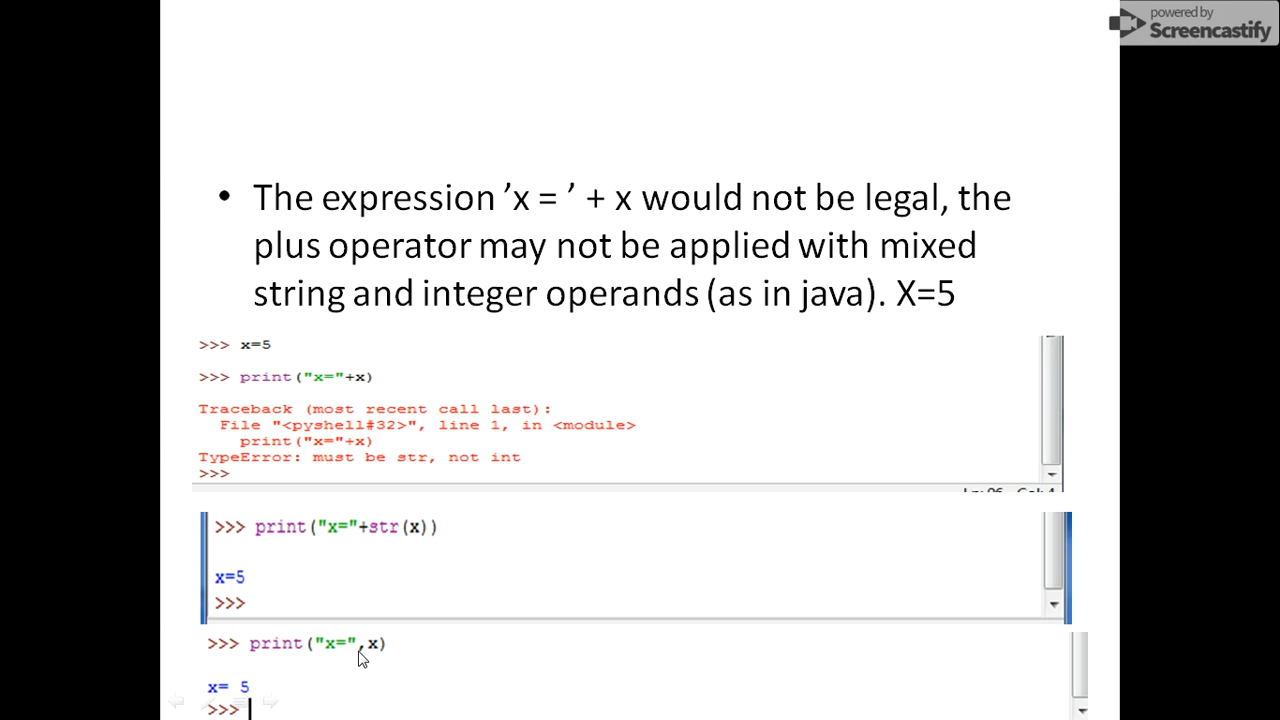 powered by
Screencastify
• The expression ’x = ’ + x would not be legal, the
plus operator may not be applied with mixed
string and integer operands (as in java). X=5
>>> x=5
>>> print("x="+x)
Traceback (most recent call last):
File "<pyshell#32>", line 1, in <module>
print("x="+x)
TypeError: must be str, not int
>>>
>>> print("x="+str(x))
x=5
>>>
>>> print("x=",x)
x= 5
>>>